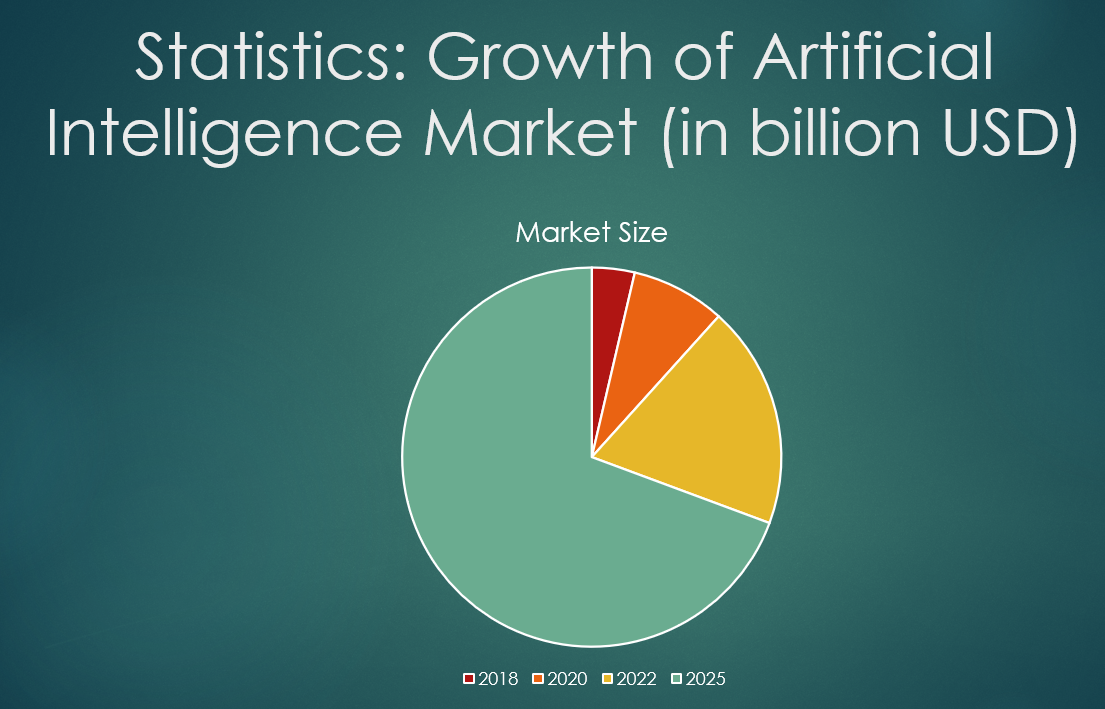 Statistics: Growth of Artificial
Intelligence Market (in billion USD)
Market Size
2018 2020 2022 2025